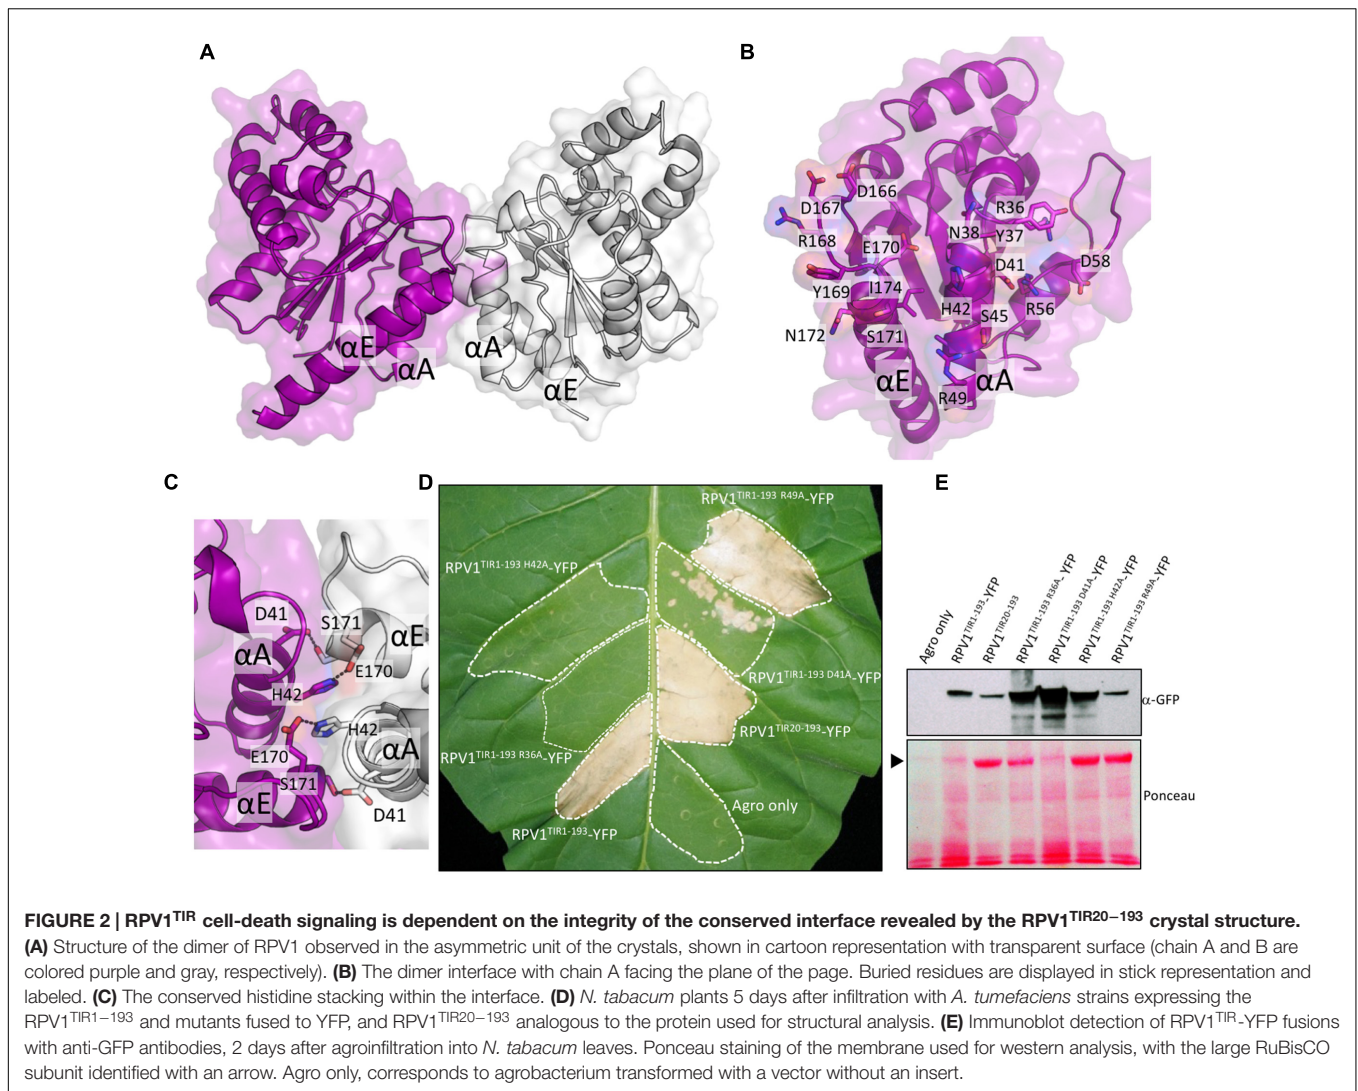 A
αE
αA
αA
αE
B
D166
D167
R168
E170
Y169
I174
N172
S171
αE
R36
N38
Y37
D41
D58
H42
S45
R56
R49
αA
C
D41
S171
αE
αA
E170
H42
H42
E170
αA
S171
αE
D41
D
RPV1TIR1-193 R49A-YFP
RPV1TIR1-193 H42A-YFP
RPV1TIR1-193 D41A-YFP
RPV1TIR20-193-YFP
RPV1TIR1-193 R36A-YFP
Agro only
RPV1TIR1-193-YFP
E
Agro only
RPV1TIR1-193-YFP
RPV1TIR20-193
RPV1TIR1-193 R36A-YFP
RPV1TIR1-193 D41A-YFP
RPV1TIR1-193 H42A-YFP
RPV1TIR1-193 R49A-YFP
α-GFP
Ponceau
FIGURE 2 | RPV1TIR cell-death signaling is dependent on the integrity of the conserved interface revealed by the RPV1TIR20−193 crystal structure.
(A) Structure of the dimer of RPV1 observed in the asymmetric unit of the crystals, shown in cartoon representation with transparent surface (chain A and B are
colored purple and gray, respectively). (B) The dimer interface with chain A facing the plane of the page. Buried residues are displayed in stick representation and
labeled. (C) The conserved histidine stacking within the interface. (D) N. tabacum plants 5 days after infiltration with A. tumefaciens strains expressing the
RPV1TIR1−193 and mutants fused to YFP, and RPV1TIR20−193 analogous to the protein used for structural analysis. (E) Immunoblot detection of RPV1TIR-YFP fusions
with anti-GFP antibodies, 2 days after agroinfiltration into N. tabacum leaves. Ponceau staining of the membrane used for western analysis, with the large RuBisCO
subunit identified with an arrow. Agro only, corresponds to agrobacterium transformed with a vector without an insert.